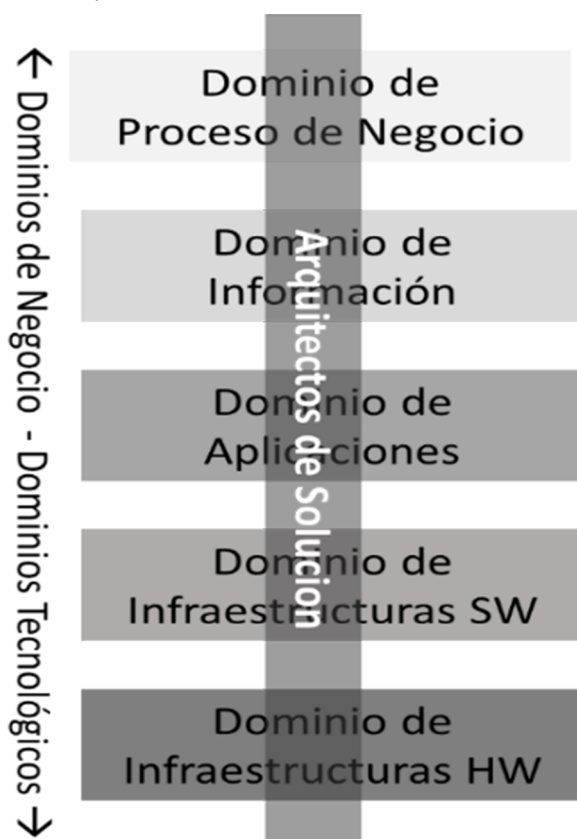 ← Dominios de Negocio - Dominios Tecnológicos →
Dominio de
Proceso de Negocio
Dominio de
Información
Dominio de
Aplicaciones
Dominio de
Infraestructuras SW
Dominio de
Infraestructuras HW
Arquitectos de Solucion